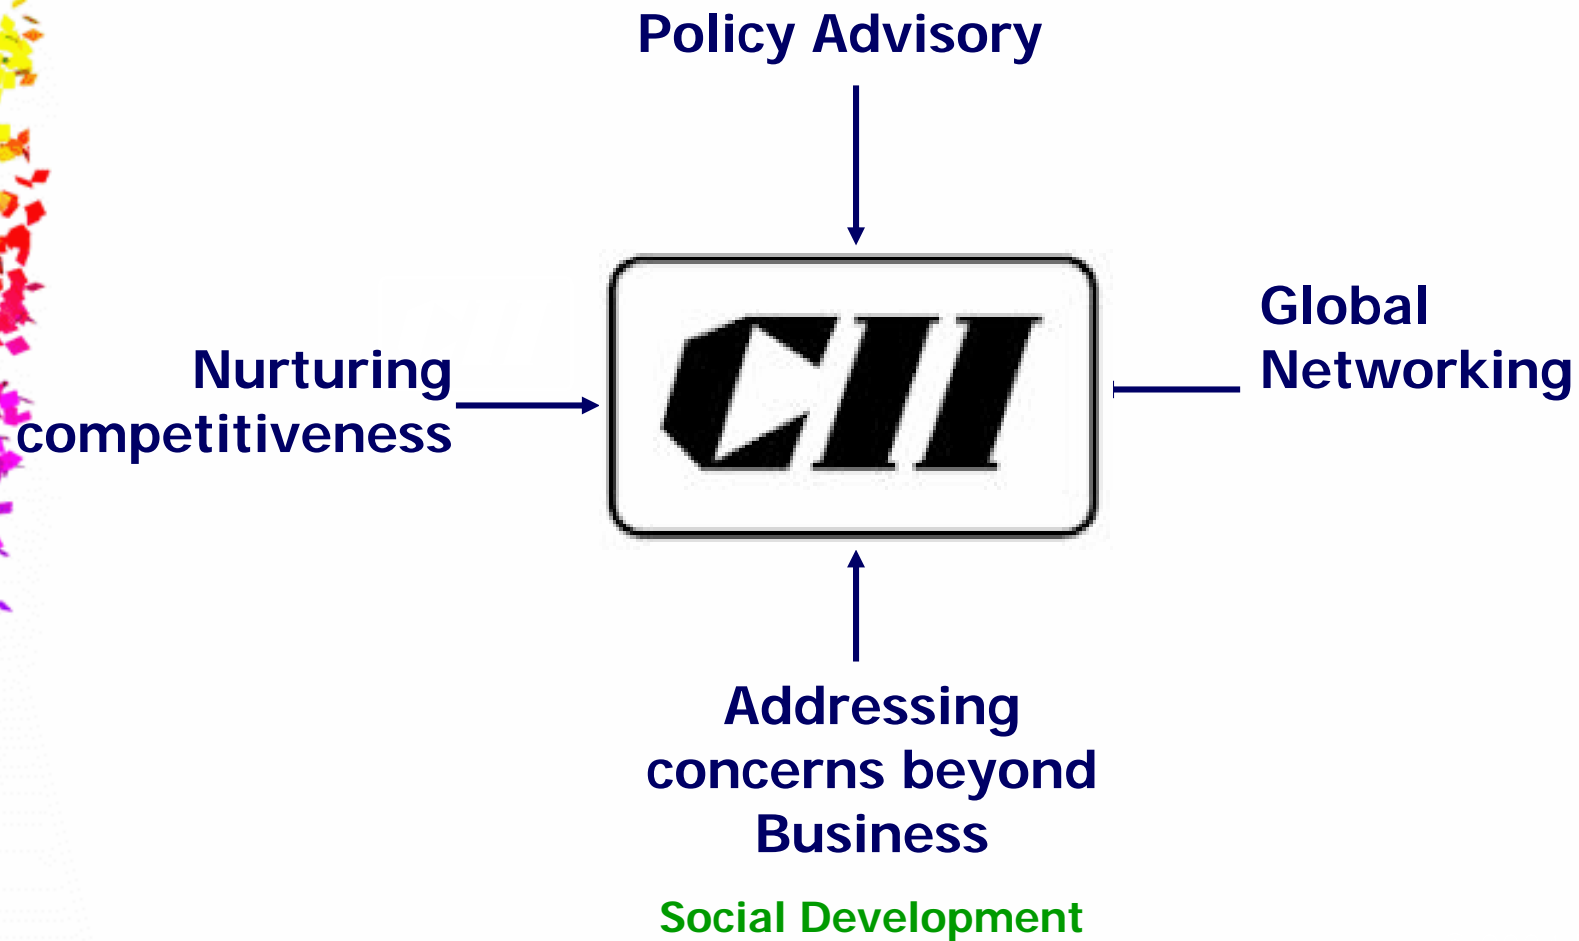 Policy Advisory
Global
Networking
Nurturing
competitiveness
CII
Addressing
concerns beyond
Business
Social Development